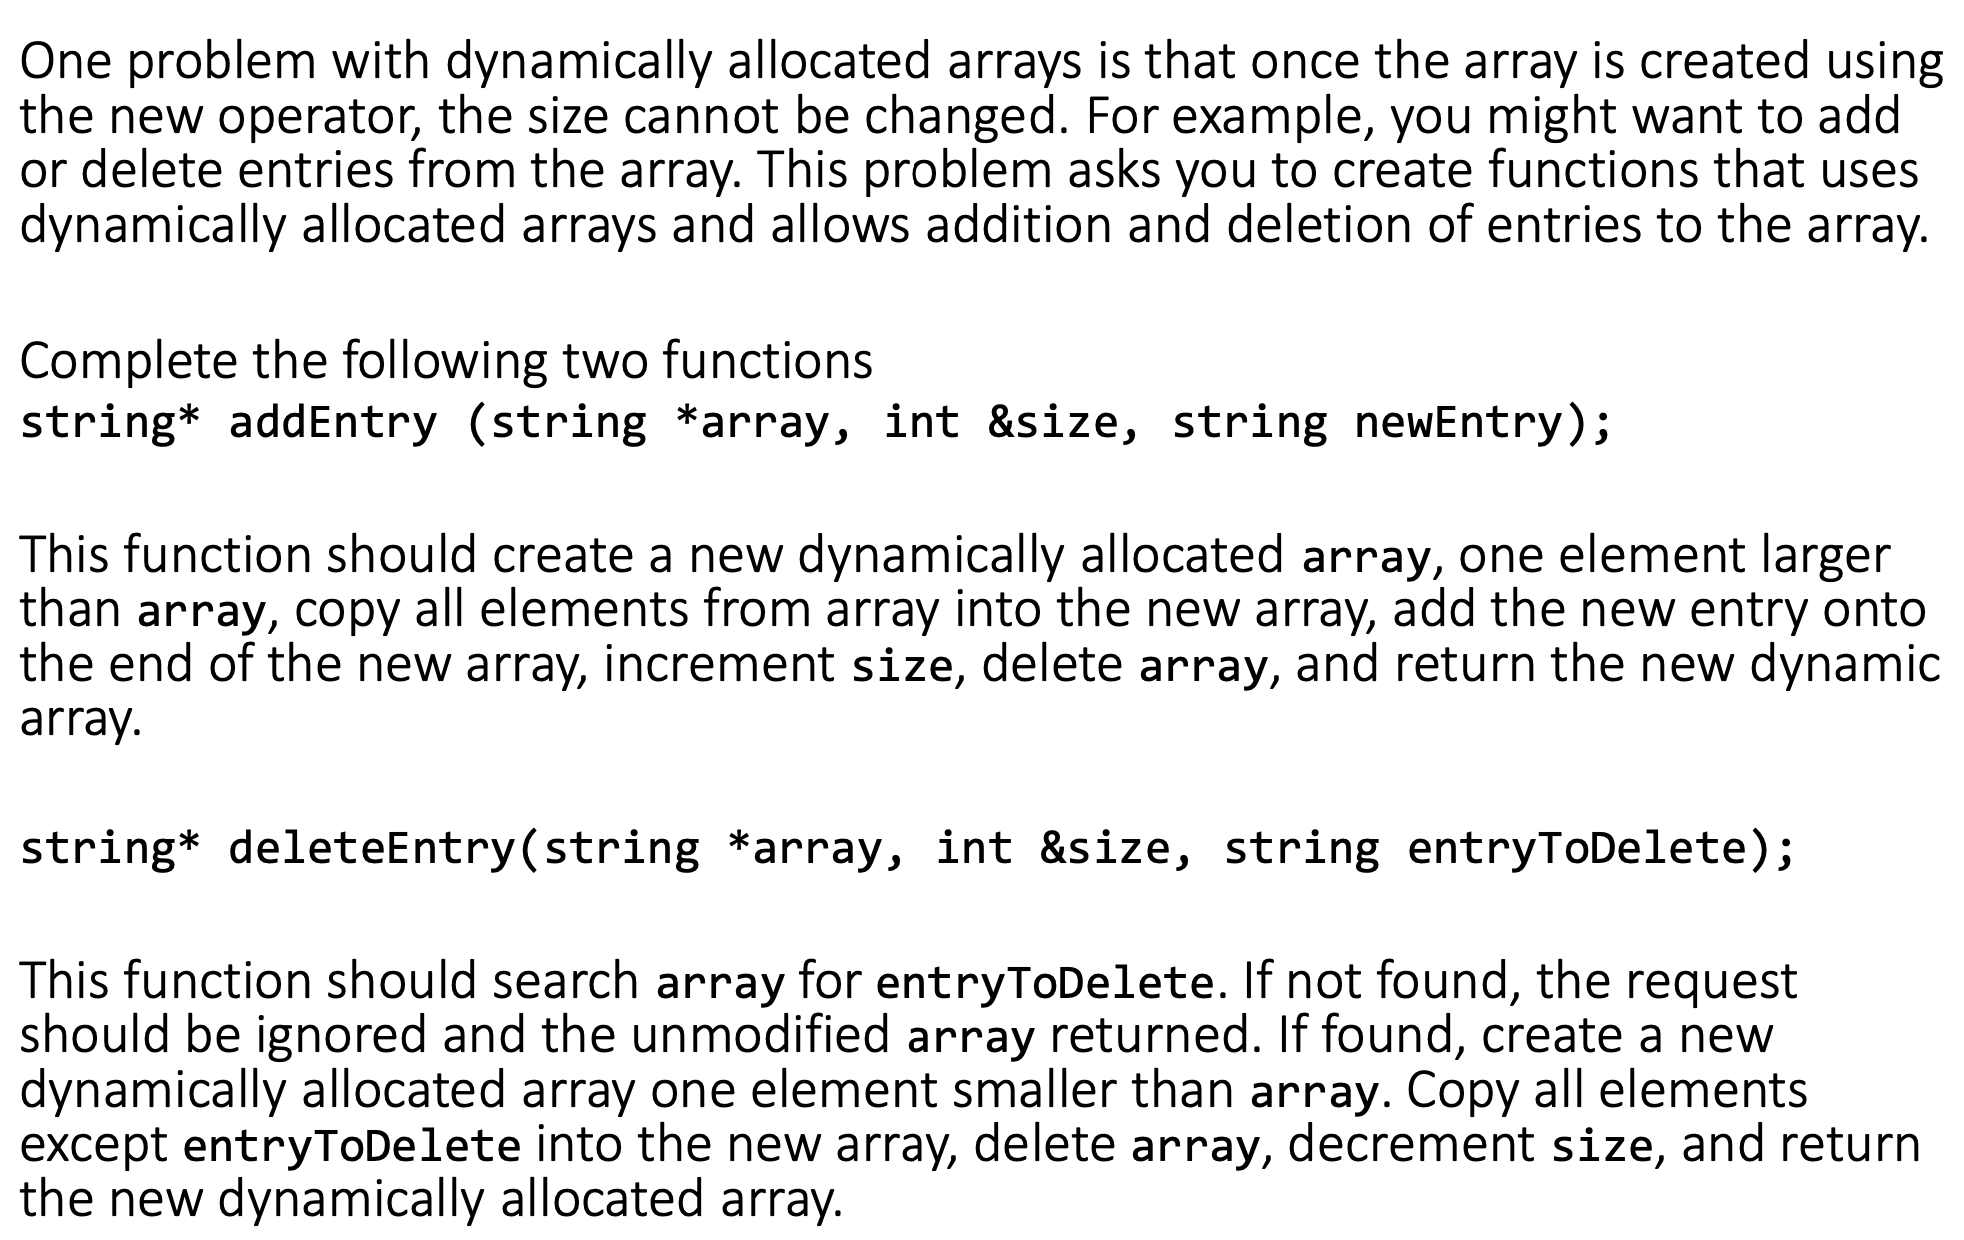 One problem with dynamically allocated arrays is that once the array is created using
the new operator, the size cannot be changed. For example, you might want to add
or delete entries from the array. This problem asks you to create functions that uses
dynamically allocated arrays and allows addition and deletion of entries to the array.
Complete the following two functions
string* addEntry (string *array, int &size, string newEntry);
This function should create a new dynamically allocated array, one element larger
than array, copy all elements from array into the new array, add the new entry onto
the end of the new array, increment size, delete array, and return the new dynamic
array.
string* deleteEntry(string *array, int &size, string entryToDelete);
This function should search array for entryToDelete. If not found, the request
should be ignored and the unmodified array returned. If found, create a new
dynamically allocated array one element smaller than array. Copy all elements
except entryToDelete into the new array, delete array, decrement size, and return
the new dynamically allocated array.